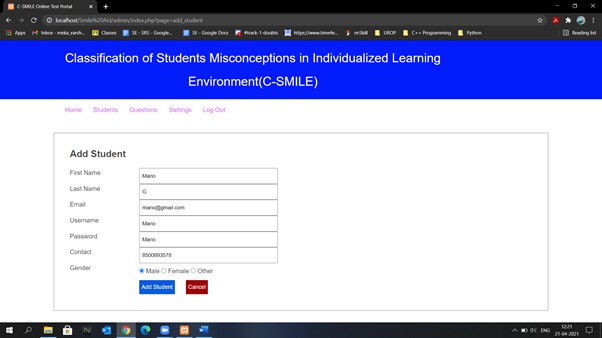 C-SMILE Online Test Portal
localhost/Smile%20Aid/admin/index.php?page=add_student
Apps Inbox - meka_varsh... Classes SE - SRS - Google... SE - Google Docs #track-1-doubts https://www.time4e... reSkill UROP C++ Programming Python Reading list
Classification of Students Misconceptions in Individualized Learning
Environment(C-SMILE)
Home Students Questions Settings Log Out
Add Student
First Name Mario
Last Name G
Email mario@gmail.com
Username Mario
Password Mario
Contact 8500893578
Gender Male Female Other
Add Student Cancel
ENG
12:21
21-04-2021